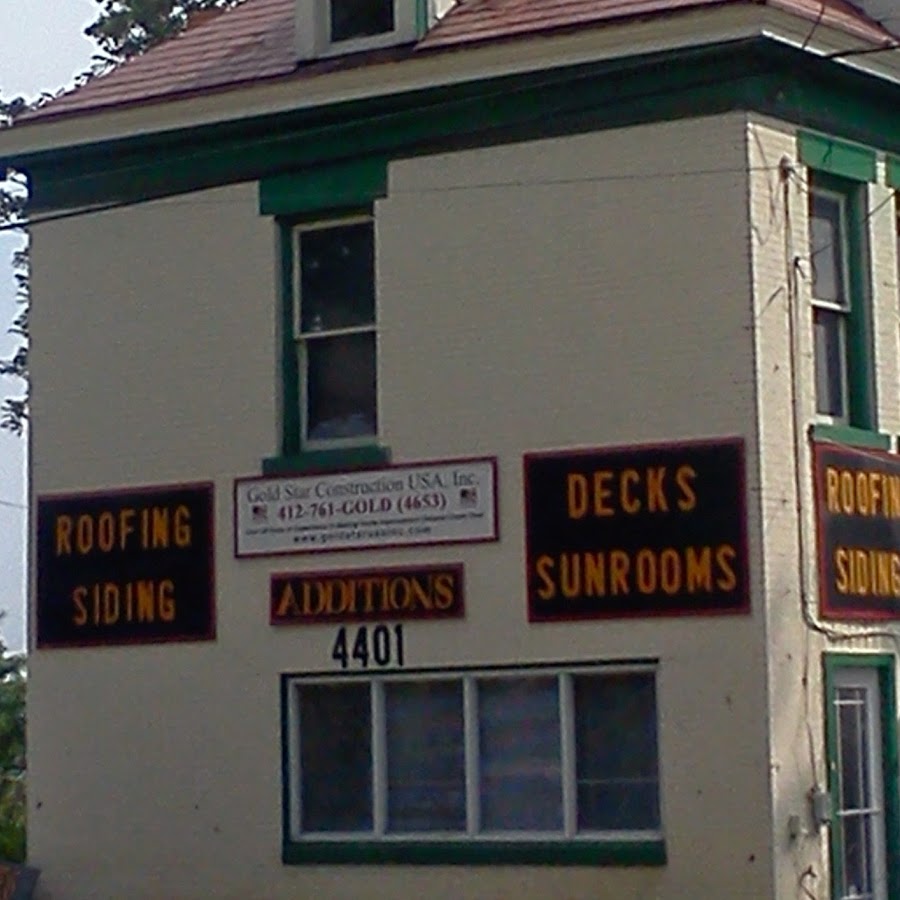 ROOFING
SIDING
Gold Star Construction USA, Inc.
412-761-GOLD (4653)
ADDITIONS
4401
DECKS
SUNROOMS
ROOFIN
SIDING